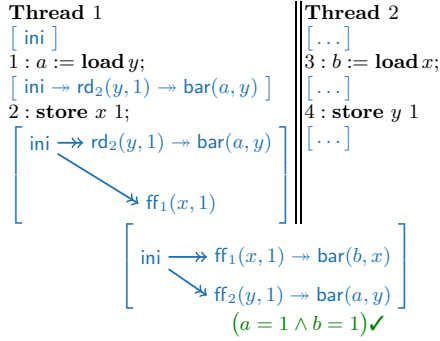 Thread 1
[ ini ]
1 : a := load y;
[ ini ↠ rd₂(y, 1) ↠ bar(a, y) ]
2 : store x 1;
[ ini ↠ rd₂(y, 1) ↠ bar(a, y)
ff₁(x, 1) ]
Thread 2
[ . . . ]
3 : b := load x;
[ . . . ]
4 : store y 1
[ . . . ]
[ ini ↠ ff₁(x, 1) ↠ bar(b, x)
ff₂(y, 1) ↠ bar(a, y) ]
(a = 1 ∧ b = 1)✓